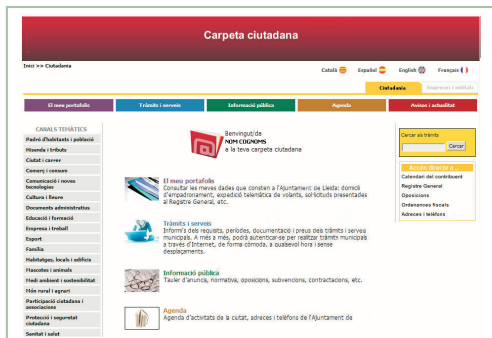 Carpeta ciutadana
Inici >> Ciutadania
Català
Español
English
Français
Ciutadania
Empreses i entitats
El meu portafolis
Tràmits i serveis
Informació pública
Agenda
Avisos i actualitat
CANALS TEMÀTICS
Padró d'habitants i població
Hisenda i tributs
Ciutat i carrer
Comerç i consum
Comunicació i noves
tecnologies
Cultura i lleure
Documents administratius
Educació i formació
Empresa i treball
Esport
Família
Habitatges, locals i edificis
Mascotes i animals
Medi ambient i sostenibilitat
Món rural i agrari
Participació ciutadana i
associacions
Protecció i seguretat
ciutadana
Sanitat i salut
Benvingut/da
NOM COGNOMS
a la teva carpeta ciutadana
El meu portafolis
Consultar les meves dades que consten a l'Ajuntament de Lleida: domicili
d'empadronament, expedició telemàtica de volants, sol·licituds presentades
al Registre General, etc.
Tràmits i serveis
Informi's dels requists, períodes, documentació i preus dels tràmits i serveis
municipals. A més a més, podrà autenticar-se per realitzar tràmits municipals
a través d'Internet, de forma còmoda, a qualsevol hora i sense
desplaçaments.
Informació pública
Tauler d'anuncis, normativa, oposicions, subvencions, contractacions, etc.
Agenda
Agenda d'activitats de la ciutat, adreces i telèfons de l'Ajuntament de
Cercar als tràmits
Cercar
Accés directe a ...
Calendari del contribuent
Registre General
Oposicions
Ordenances fiscals
Adreces i telèfons